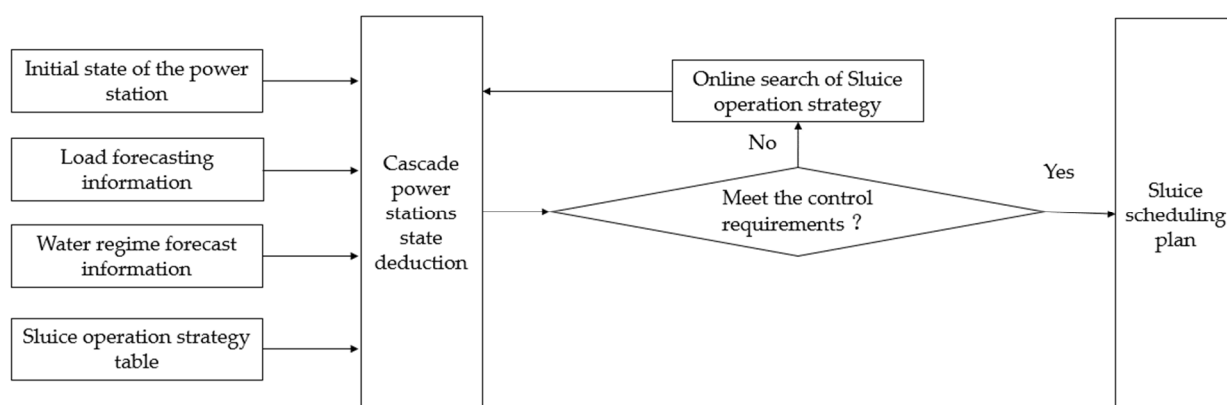 Initial state of the power
station
Load forecasting
information
Water regime forecast
information
Sluice operation strategy
table
Cascade
power
stations
state
deduction
Online search of Sluice
operation strategy
No
Meet the control
requirements ?
Yes
Sluice
scheduling
plan